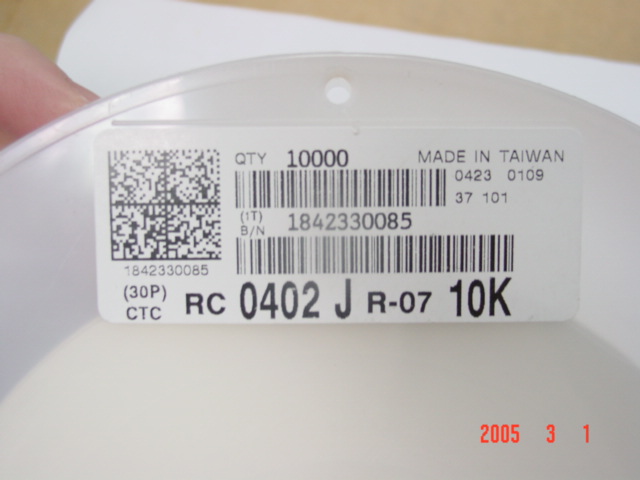 QTY 10000 MADE IN TAIWAN
0423 0109
37 101
(1T)
B/N 1842330085
1842330085
(30P)
CTC RC 0402 J R-07 10K
2005 3 1